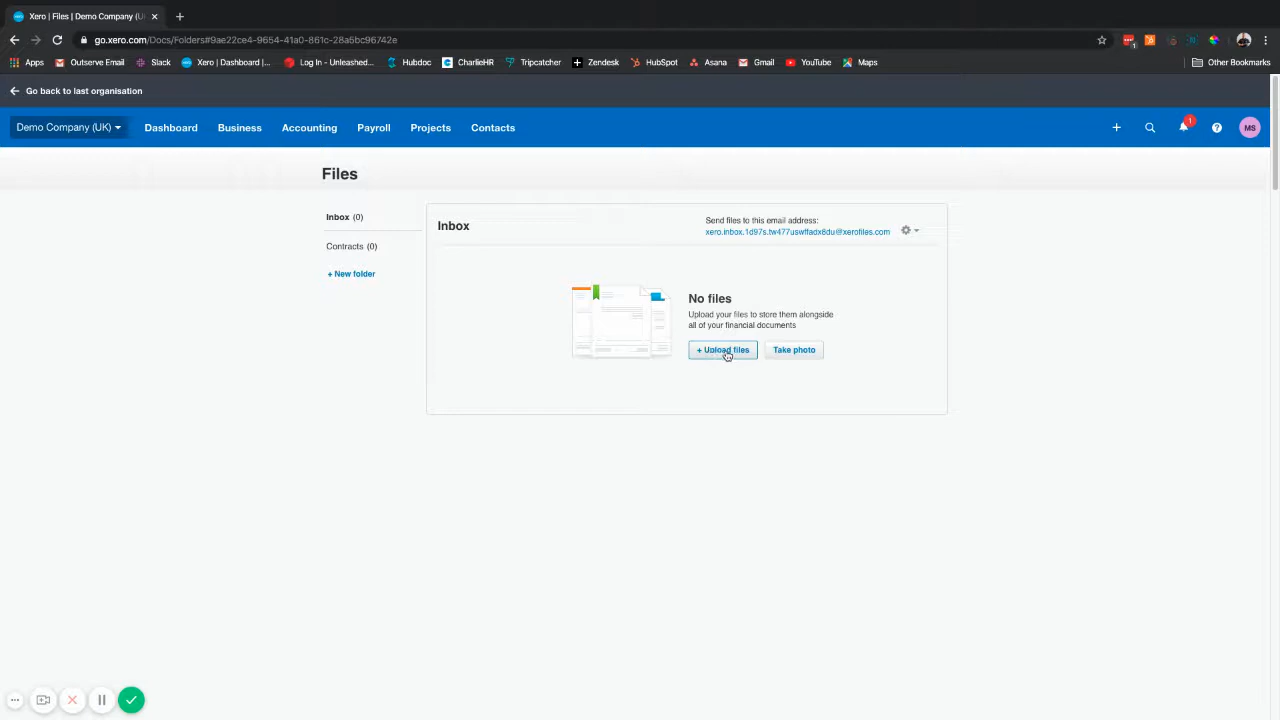 Xero | Files | Demo Company (U
go.xero.com/Docs/Folders#9ae22ce4-9654-41a0-861c-28a5bc96742e
Apps Outserve Email Slack Xero | Dashboard |... Log In - Unleashed... Hubdoc CharlieHR Tripcatcher Zendesk HubSpot Asana Gmail YouTube Maps Other Bookmarks
Go back to last organisation
Demo Company (UK) Dashboard Business Accounting Payroll Projects Contacts 1 MS
Files
Inbox (0)
Contracts (0)
+ New folder
Inbox
Send files to this email address:
xero.inbox.1d97s.tw477uswffadx6du@xerofiles.com
No files
Upload your files to store them alongside
all of your financial documents
+ Upload files Take photo